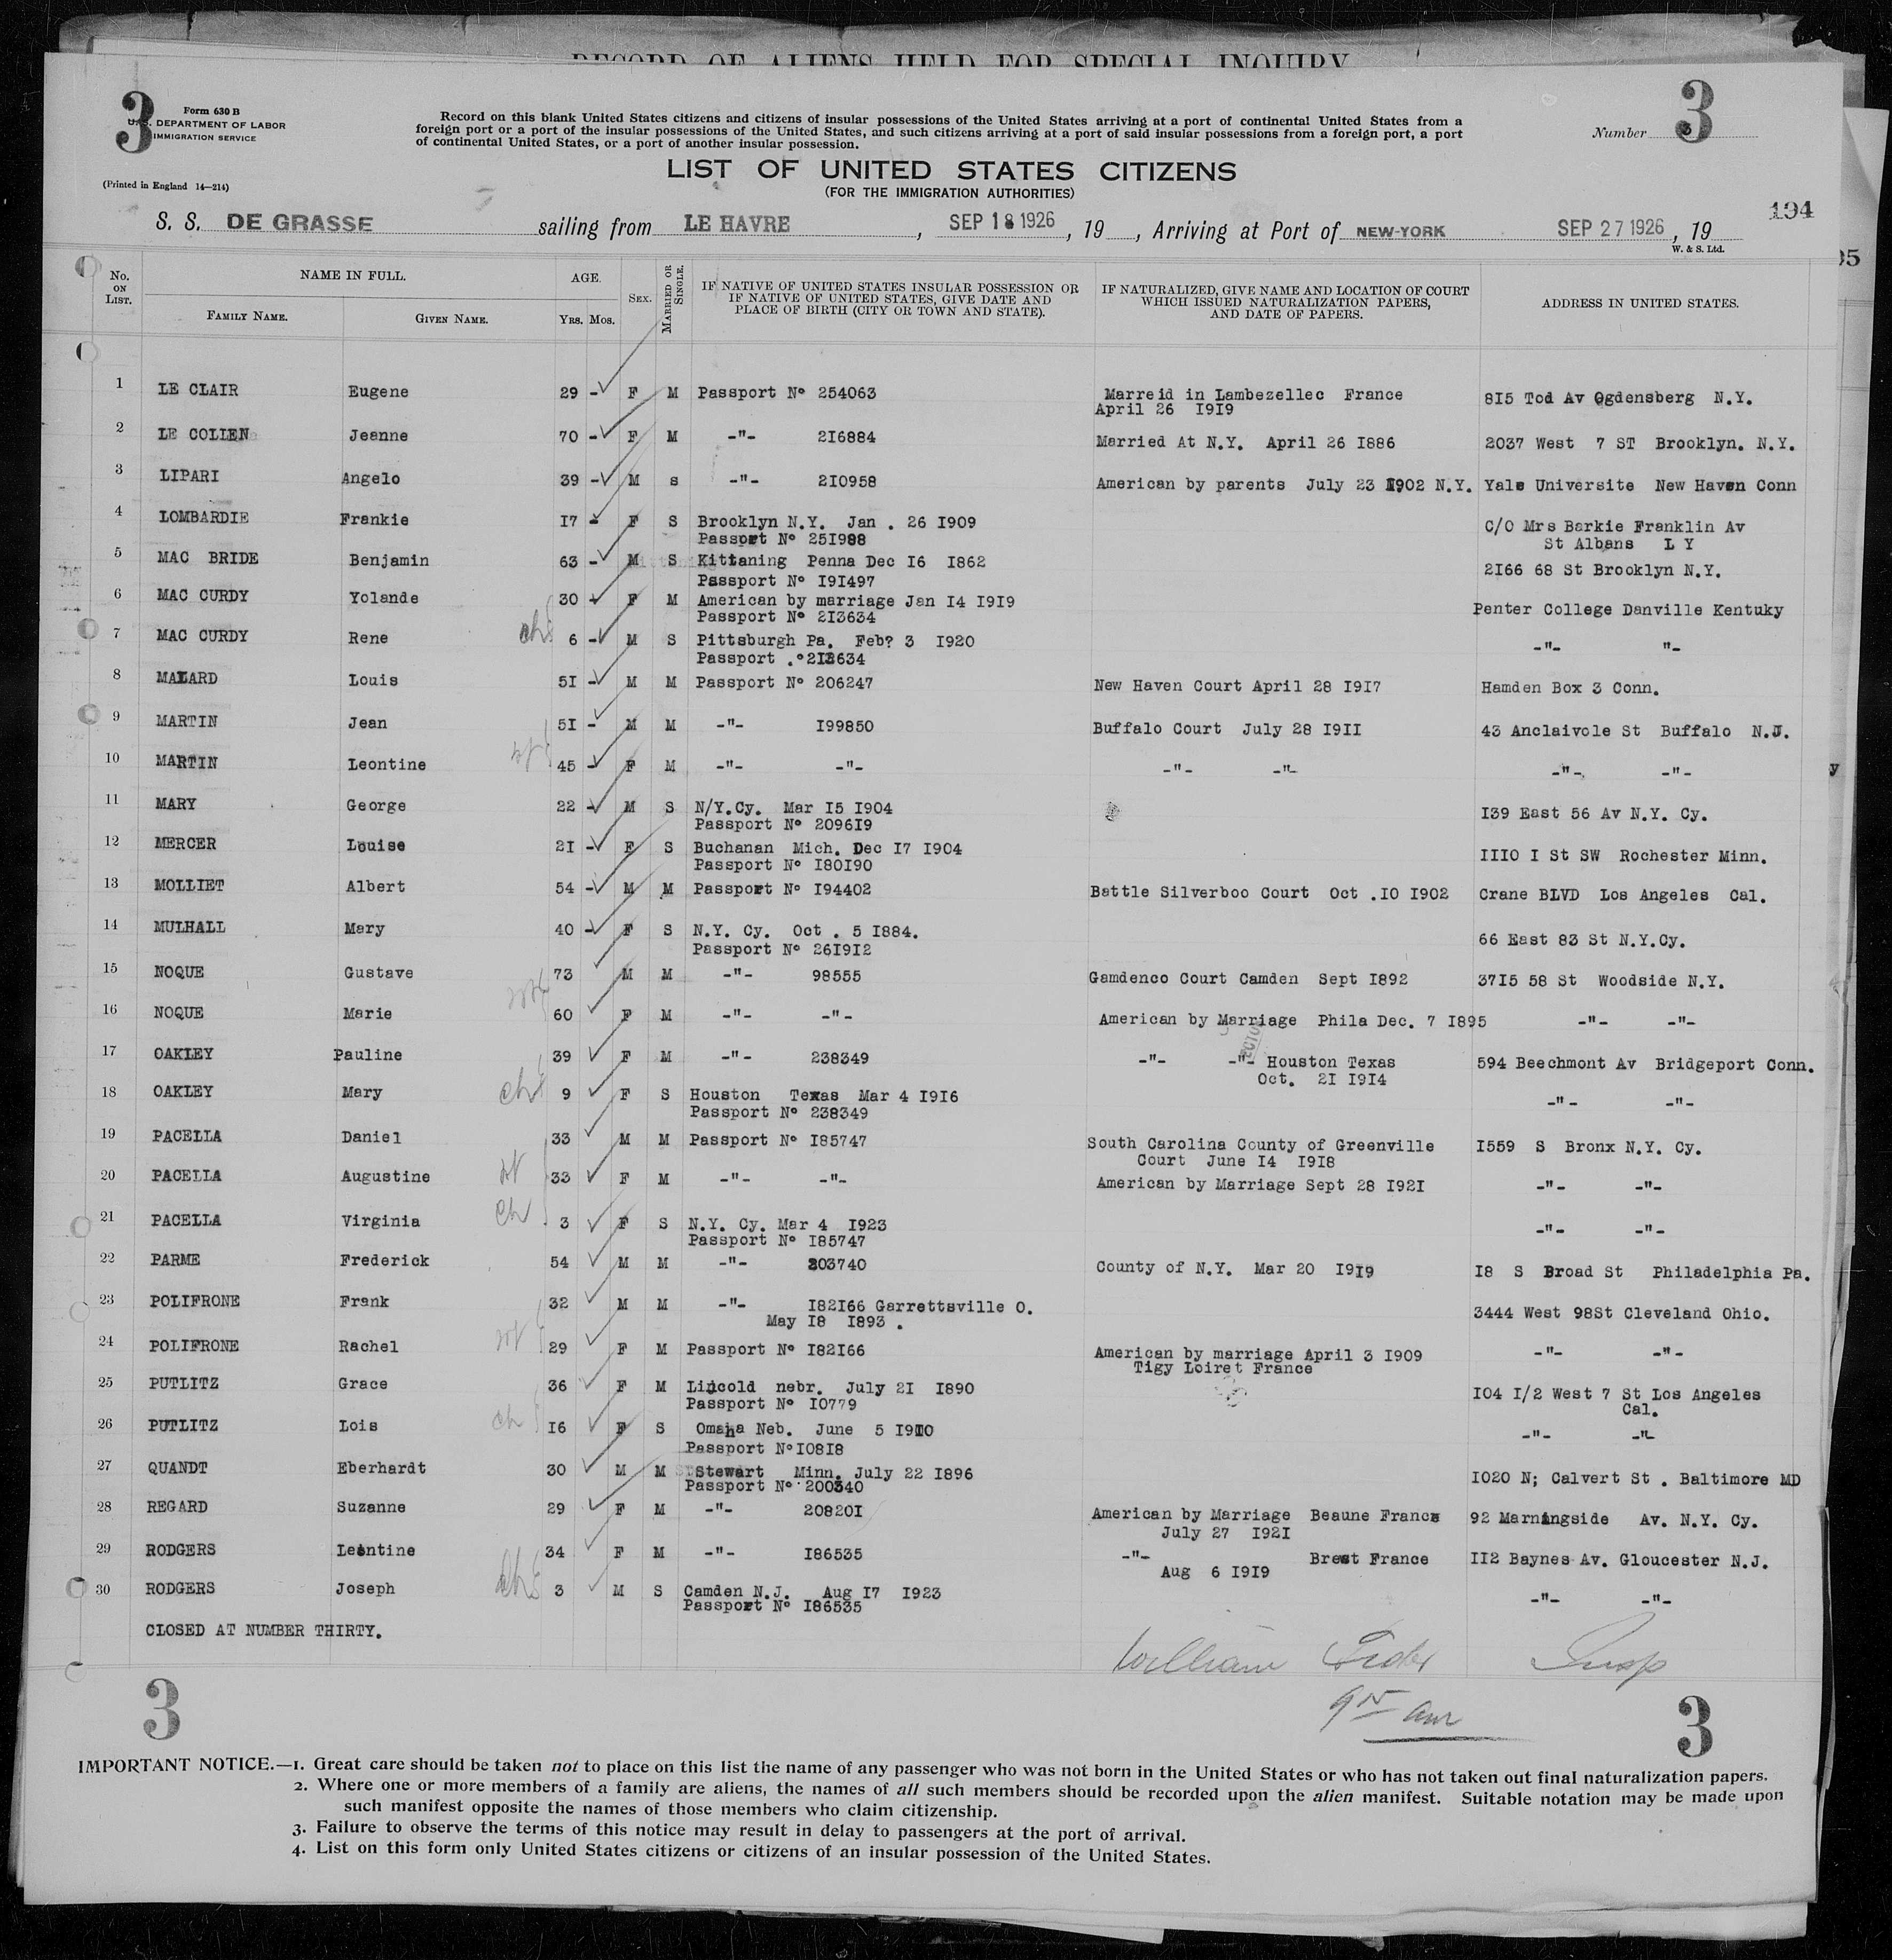 RECORD OF ALIENS HELD FOR SPECIAL INQUIRY
3
Form 630 B
U.S. DEPARTMENT OF LABOR
IMMIGRATION SERVICE
(Printed in England 14—214)
Record on this blank United States citizens and citizens of insular possessions of the United States arriving at a port of continental United States from a
foreign port or a port of the insular possessions of the United States, and such citizens arriving at a port of said insular possessions from a foreign port, a port
of continental United States, or a port of another insular possession.
Number 3
3
LIST OF UNITED STATES CITIZENS
(FOR THE IMMIGRATION AUTHORITIES)
194
S. S. DE GRASSE sailing from LE HAVRE, SEP 18 1926, 19 , Arriving at Port of NEW-YORK SEP 27 1926, 19
W. & S. Ltd.
95
No. ON LIST. NAME IN FULL. FAMILY NAME. GIVEN NAME. AGE. YRS. MOS. SEX. MARRIED OR SINGLE. IF NATIVE OF UNITED STATES INSULAR POSSESSION OR IF NATIVE OF UNITED STATES, GIVE DATE AND PLACE OF BIRTH (CITY OR TOWN AND STATE). IF NATURALIZED, GIVE NAME AND LOCATION OF COURT WHICH ISSUED NATURALIZATION PAPERS, AND DATE OF PAPERS. ADDRESS IN UNITED STATES.
1 LE CLAIR Eugene 29 - F M Passport N° 254063 Marreid in Lambezellec France 815 Tod Av Ogdensberg N.Y.
April 26 1919
2 LE COLLEN Jeanne 70 - F M -"- 216884 Married At N.Y. April 26 1886 2037 West 7 ST Brooklyn. N.Y.
3 LIPARI Angelo 39 - M s -"- 210958 American by parents July 23 1902 N.Y. Yale Universite New Haven Conn
4 LOMBARDIE Frankie 17 - F S Brooklyn N.Y. Jan . 26 1909 C/O Mrs Barkie Franklin Av
Passport N° 251988 St Albans L Y
5 MAC BRIDE Benjamin 63 - M S Kittaning Penna Dec 16 1862 2166 68 St Brooklyn N.Y.
Passport N° 191497
6 MAC CURDY Yolande 30 - F M American by marriage Jan 14 1919 Penter College Danville Kentuky
Passport N° 213634
7 MAC CURDY Rene ch 6 - M S Pittsburgh Pa. Feb? 3 1920 -"- "-
Passport .°213634
8 MALARD Louis 51 - M M Passport N° 206247 New Haven Court April 28 1917 Hamden Box 3 Conn.
9 MARTIN Jean 51 - M M -"- 199850 Buffalo Court July 28 1911 43 Anclaivole St Buffalo N.J.
10 MARTIN Leontine wf 45 - F M -"- -"- -"- -"- -"- -"-
11 MARY George 22 - M S N/Y.Cy. Mar 15 1904 139 East 56 Av N.Y. Cy.
Passport N° 209619
12 MERCER Louise 21 - F S Buchanan Mich. Dec 17 1904 1110 I St SW Rochester Minn.
Passport N° 180190
13 MOLLIET Albert 54 - M M Passport N° 194402 Battle Silverboo Court Oct .10 1902 Crane BLVD Los Angeles Cal.
14 MULHALL Mary 40 - F S N.Y. Cy. Oct . 5 1884. 66 East 83 St N.Y.Cy.
Passport N° 261912
15 NOQUE Gustave 73 M M -"- 98555 Gamdenco Court Camden Sept 1892 3715 58 St Woodside N.Y.
16 NOQUE Marie wf 60 F M -"- -"- American by Marriage Phila Dec. 7 1895 -"- -"-
17 OAKLEY Pauline 39 F M -"- 238349 -"- -"- Houston Texas 594 Beechmont Av Bridgeport Conn.
Oct. 21 1914
18 OAKLEY Mary ch 9 F S Houston Texas Mar 4 1916 -"- -"-
Passport N° 238349
19 PACELLA Daniel 33 M M Passport N° 185747 South Carolina County of Greenville 1559 S Bronx N.Y. Cy.
Court June 14 1918
20 PACELLA Augustine wf 33 F M -"- -"- American by Marriage Sept 28 1921 -"- -"-
21 PACELLA Virginia ch 3 F S N.Y. Cy. Mar 4 1923 -"- -"-
Passport N° 185747
22 PARME Frederick 54 M M -"- 203740 County of N.Y. Mar 20 1919 18 S Broad St Philadelphia Pa.
23 POLIFRONE Frank 32 M M -"- 182166 Garrettsville O. 3444 West 98St Cleveland Ohio.
May 18 1893 .
24 POLIFRONE Rachel wf 29 F M Passport N° 182166 American by marriage April 3 1909 -"- -"-
Tigy Loiret France
25 PUTLITZ Grace 36 F M Lincold nebr. July 21 1890 104 1/2 West 7 St Los Angeles
Passport N° 10779 Cal.
26 PUTLITZ Lois ch 16 F S Omaha Neb. June 5 1910 -"- -"-
Passport N°10818
27 QUANDT Eberhardt 30 M M Stewart Minn. July 22 1896 1020 N; Calvert St . Baltimore MD
Passport N° 200340
28 REGARD Suzanne 29 F M -"- 208201 American by Marriage Beaune France 92 Marningside Av. N.Y. Cy.
July 27 1921
29 RODGERS Leontine 34 F M -"- 186535 -"- Brest France 112 Baynes Av. Gloucester N.J.
Aug 6 1919
30 RODGERS Joseph ch 3 M S Camden N.J. Aug 17 1923 -"- -"-
Passport N° 186535
CLOSED AT NUMBER THIRTY.
William Insp
9 15 am
3
3
IMPORTANT NOTICE.—1. Great care should be taken not to place on this list the name of any passenger who was not born in the United States or who has not taken out final naturalization papers.
2. Where one or more members of a family are aliens, the names of all such members should be recorded upon the alien manifest. Suitable notation may be made upon
such manifest opposite the names of those members who claim citizenship.
3. Failure to observe the terms of this notice may result in delay to passengers at the port of arrival.
4. List on this form only United States citizens or citizens of an insular possession of the United States.